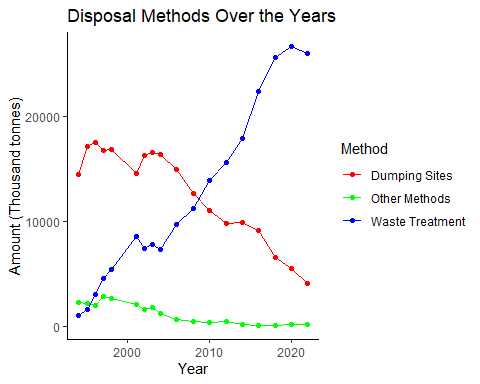 Disposal Methods Over the Years
Amount (Thousand tonnes)
20000
10000
0
2000
2010
2020
Year
Method
Dumping Sites
Other Methods
Waste Treatment